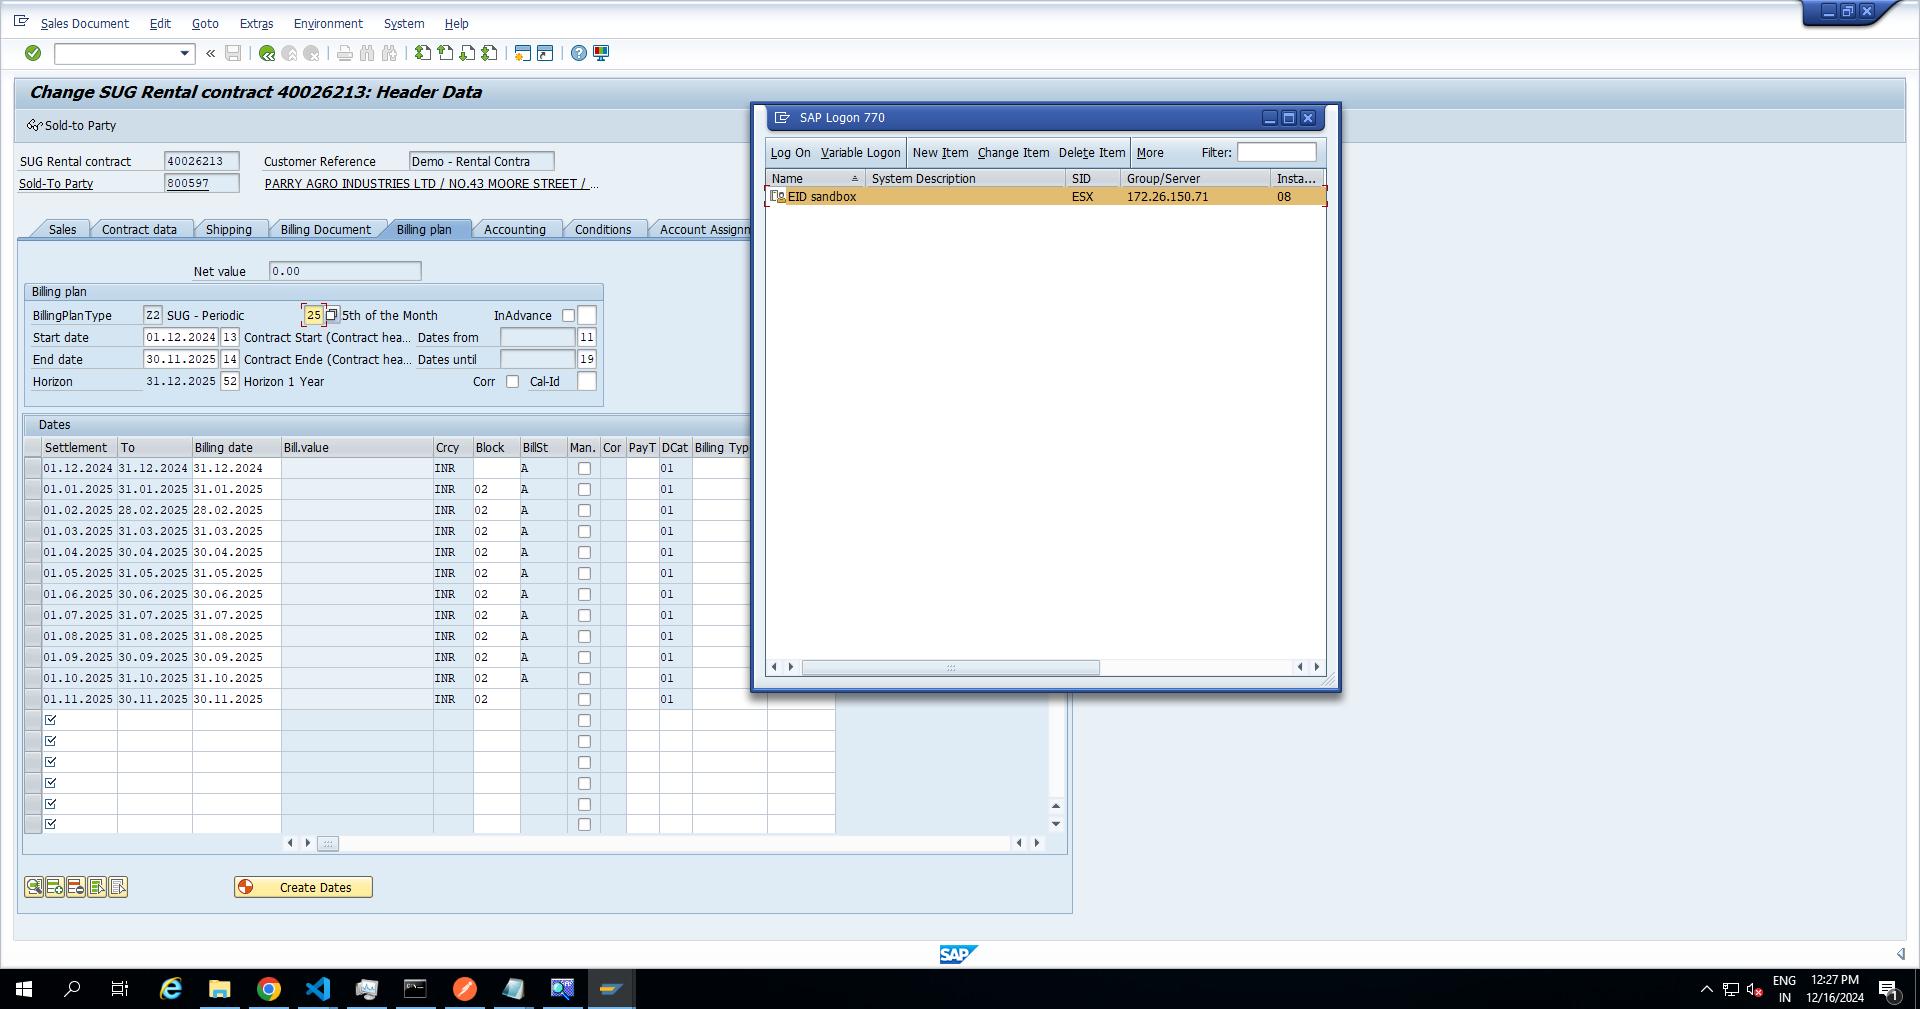 Sales Document Edit Goto Extras Environment System Help
Change SUG Rental contract 40026213: Header Data
Sold-to Party
SUG Rental contract 40026213 Customer Reference Demo - Rental Contra
Sold-To Party 800597 PARRY AGRO INDUSTRIES LTD / NO.43 MOORE STREET / ...
Sales Contract data Shipping Billing Document Billing plan Accounting Conditions Account Assignm
Net value 0.00
Billing plan
BillingPlanType Z2 SUG - Periodic 25 5th of the Month InAdvance
Start date 01.12.2024 13 Contract Start (Contract hea... Dates from 11
End date 30.11.2025 14 Contract Ende (Contract hea... Dates until 19
Horizon 31.12.2025 52 Horizon 1 Year Corr Cal-Id
Dates
Settlement To Billing date Bill.value Crcy Block BillSt Man. Cor PayT DCat Billing Typ
01.12.2024 31.12.2024 31.12.2024 INR A 01
01.01.2025 31.01.2025 31.01.2025 INR 02 A 01
01.02.2025 28.02.2025 28.02.2025 INR 02 A 01
01.03.2025 31.03.2025 31.03.2025 INR 02 A 01
01.04.2025 30.04.2025 30.04.2025 INR 02 A 01
01.05.2025 31.05.2025 31.05.2025 INR 02 A 01
01.06.2025 30.06.2025 30.06.2025 INR 02 A 01
01.07.2025 31.07.2025 31.07.2025 INR 02 A 01
01.08.2025 31.08.2025 31.08.2025 INR 02 A 01
01.09.2025 30.09.2025 30.09.2025 INR 02 A 01
01.10.2025 31.10.2025 31.10.2025 INR 02 A 01
01.11.2025 30.11.2025 30.11.2025 INR 02 01
Create Dates
SAP Logon 770
Log On Variable Logon New Item Change Item Delete Item More Filter:
Name System Description SID Group/Server Insta...
EID sandbox ESX 172.26.150.71 08
SAP
ENG 12:27 PM
IN 12/16/2024
1